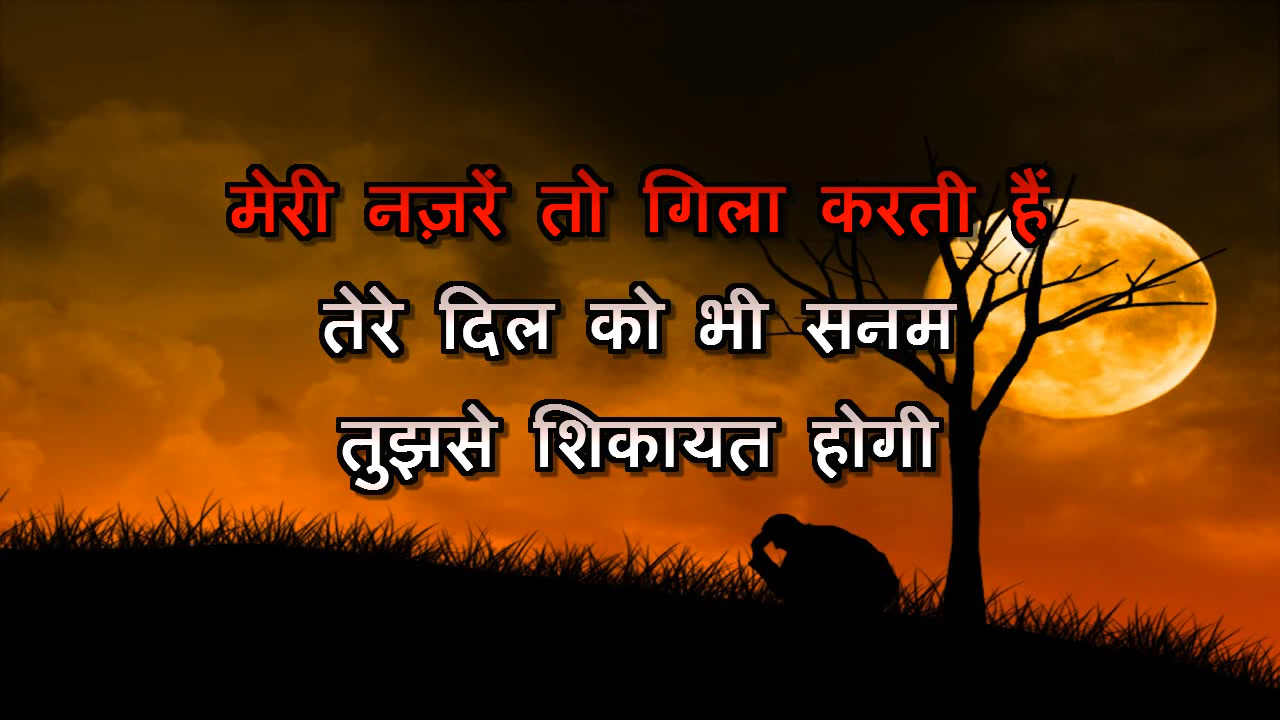 मेरी नज़रें तो गिला करती हैं
तेरे दिल को भी सनम
तुझसे शिकायत होगी